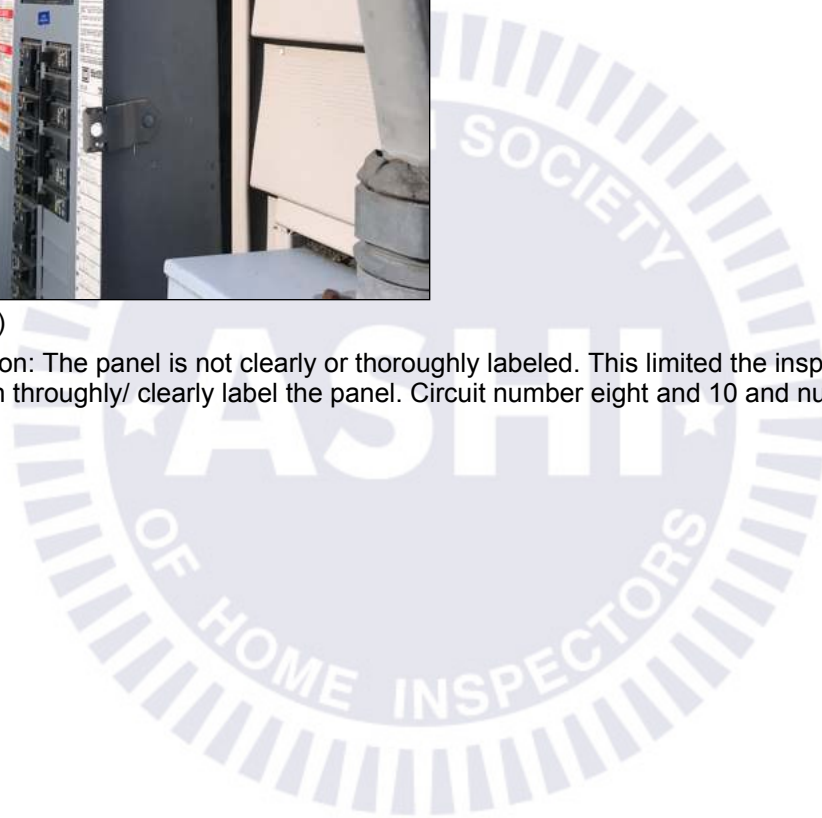 )
on: The panel is not clearly or thoroughly labeled. This limited the insp
n throughly/ clearly label the panel. Circuit number eight and 10 and nu
A SOCIETY
ASHI
OF HOME INSPECTORS